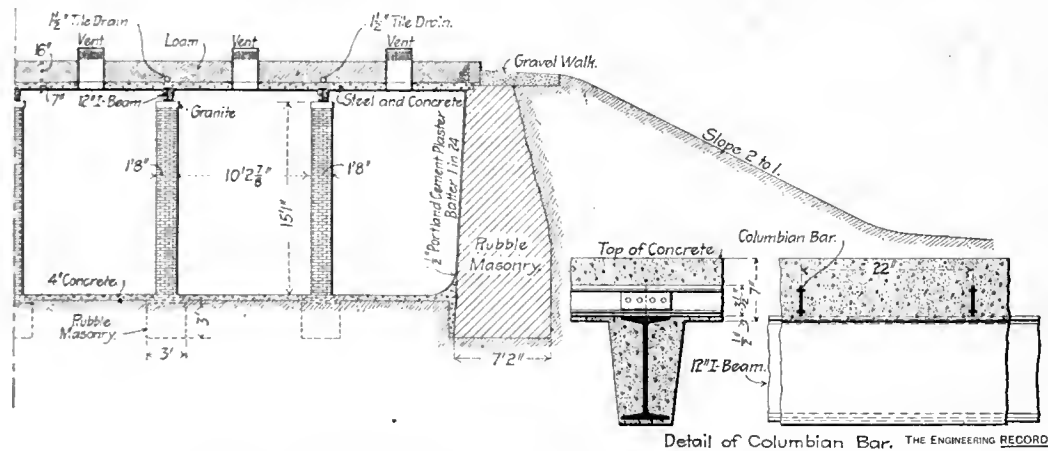 1½" Tile Drain
1½" Tile Drain.
Vent
Loam
Vent
Vent
16"
Gravel Walk.
7"
12" I-Beam
Steel and Concrete
Granite
Slope 2 to 1.
1'8"
10'2⅞"
1'8"
15'1"
½" Portland Cement Plaster
Batter 1 in 24
Rubble
Masonry.
4" Concrete.
Rubble
Masonry.
3'
3'
7'2"
Top of Concrete
Columbian Bar.
22"
7"
12" I-Beam.
Detail of Columbian Bar.
THE ENGINEERING RECORD